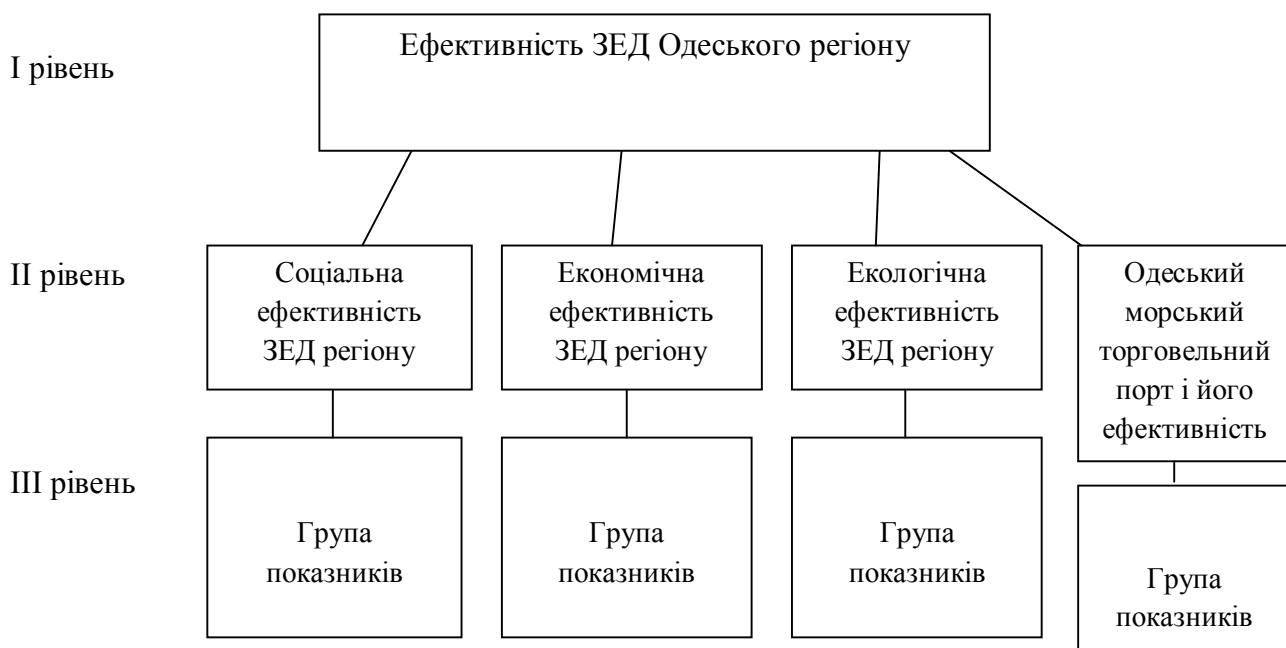 І рівень
Ефективність ЗЕД Одеського регіону
ІІ рівень
Соціальна
ефективність
ЗЕД регіону
Економічна
ефективність
ЗЕД регіону
Екологічна
ефективність
ЗЕД регіону
Одеський
морський
торговельний
порт і його
ефективність
ІІІ рівень
Група
показників
Група
показників
Група
показників
Група
показників